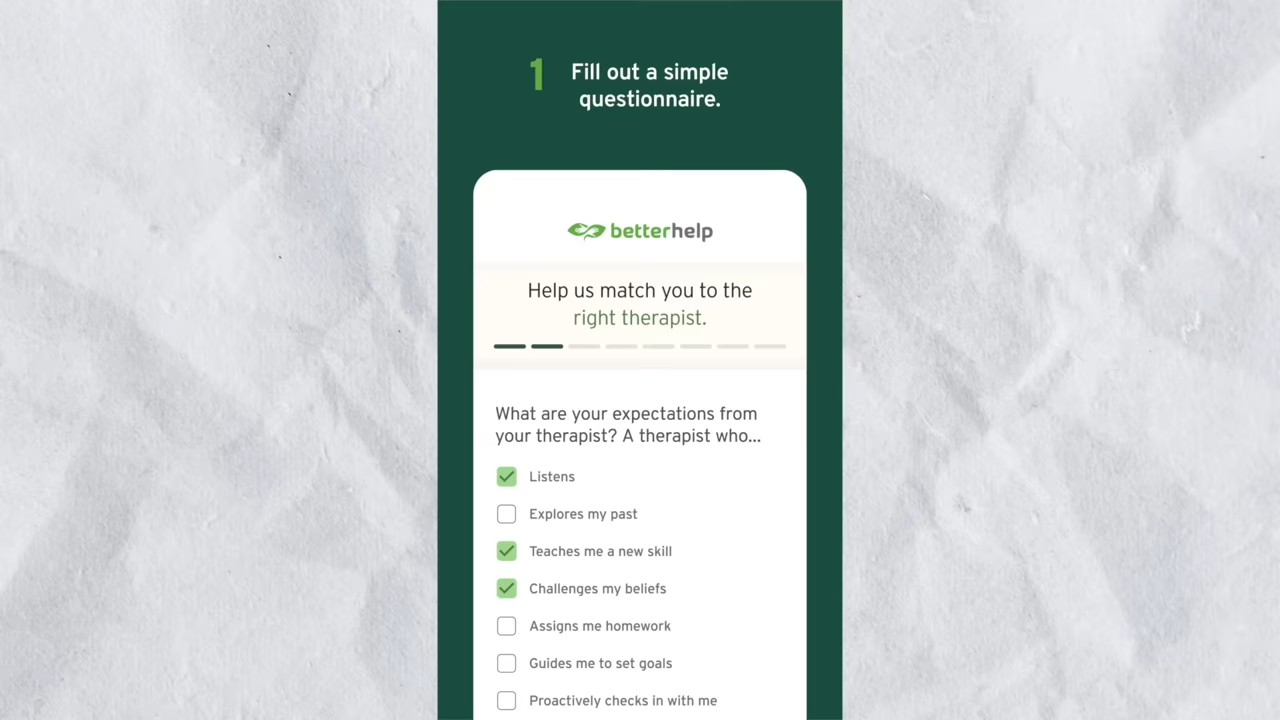 1
Fill out a simple
questionnaire.
betterhelp
Help us match you to the
right therapist.
What are your expectations from
your therapist? A therapist who...
Listens
Explores my past
Teaches me a new skill
Challenges my beliefs
Assigns me homework
Guides me to set goals
Proactively checks in with me